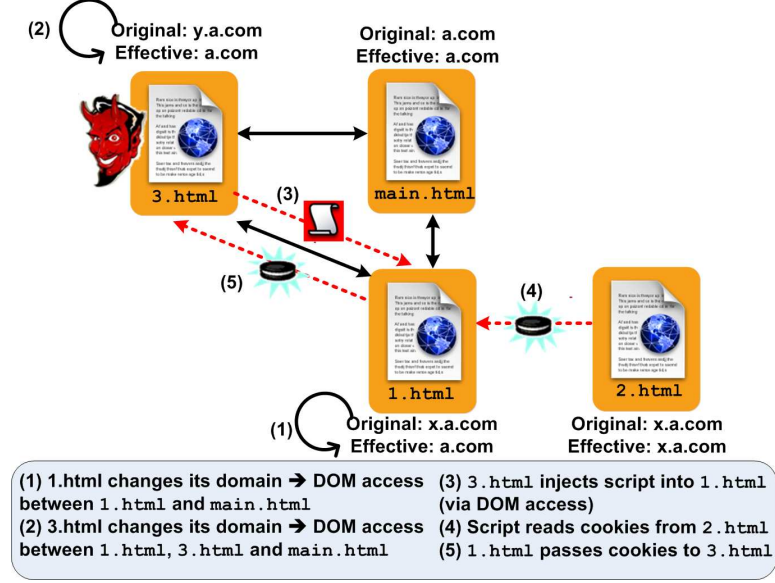 (2)
Original: y.a.com
Effective: a.com
Original: a.com
Effective: a.com
3.html
main.html
(3)
(5)
(4)
1.html
2.html
(1)
Original: x.a.com
Effective: a.com
Original: x.a.com
Effective: x.a.com
(1) 1.html changes its domain ➔ DOM access
between 1.html and main.html
(2) 3.html changes its domain ➔ DOM access
between 1.html, 3.html and main.html
(3) 3.html injects script into 1.html
(via DOM access)
(4) Script reads cookies from 2.html
(5) 1.html passes cookies to 3.html